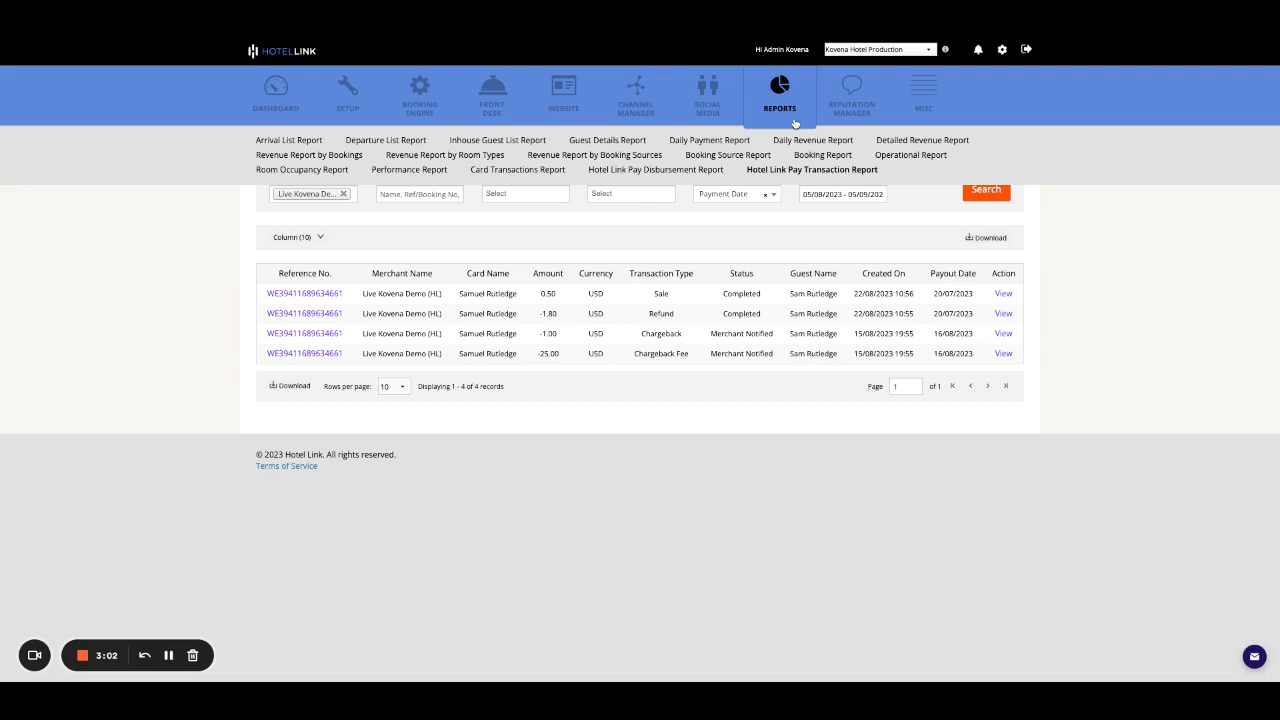 HOTELLINK
Hi Admin Kovena
Kovena Hotel Production
DASHBOARD
SETUP
BOOKING
ENGINE
FRONT
DESK
WEBSITE
CHANNEL
MANAGER
SOCIAL
MEDIA
REPORTS
REPUTATION
MANAGER
MISC
Arrival List Report Departure List Report Inhouse Guest List Report Guest Details Report Daily Payment Report Daily Revenue Report Detailed Revenue Report
Revenue Report by Bookings Revenue Report by Room Types Revenue Report by Booking Sources Booking Source Report Booking Report Operational Report
Room Occupancy Report Performance Report Card Transactions Report Hotel Link Pay Disbursement Report Hotel Link Pay Transaction Report
Live Kovena De... Name, Ref/Booking No, Select Select Payment Date 05/08/2023 - 05/09/202 Search
Column (10) Download
Reference No. Merchant Name Card Name Amount Currency Transaction Type Status Guest Name Created On Payout Date Action
WE39411689634661 Live Kovena Demo (HL) Samuel Rutledge 0.50 USD Sale Completed Sam Rutledge 22/08/2023 10:56 20/07/2023 View
WE39411689634661 Live Kovena Demo (HL) Samuel Rutledge -1.80 USD Refund Completed Sam Rutledge 22/08/2023 10:55 20/07/2023 View
WE39411689634661 Live Kovena Demo (HL) Samuel Rutledge -1.00 USD Chargeback Merchant Notified Sam Rutledge 15/08/2023 19:55 16/08/2023 View
WE39411689634661 Live Kovena Demo (HL) Samuel Rutledge -25.00 USD Chargeback Fee Merchant Notified Sam Rutledge 15/08/2023 19:55 16/08/2023 View
Download Rows per page: 10 Displaying 1 - 4 of 4 records Page 1 of 1
© 2023 Hotel Link. All rights reserved.
Terms of Service
3:02